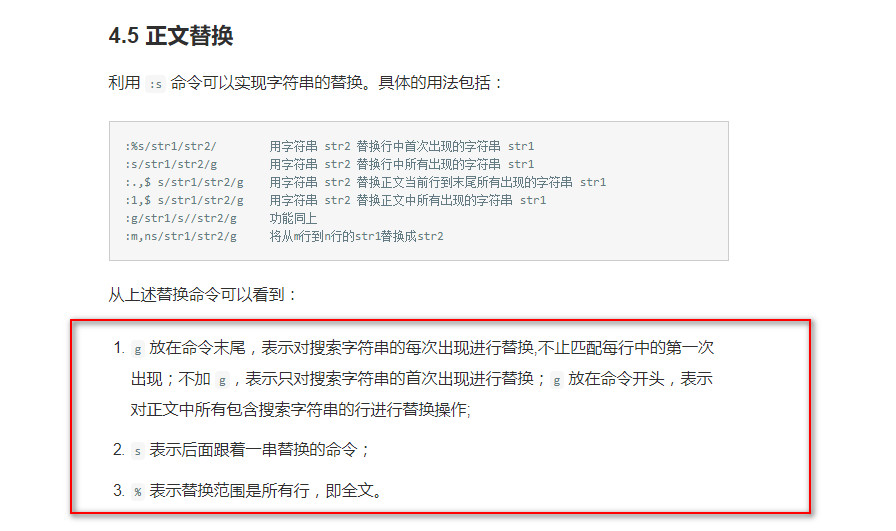 4.5 正文替换
利用 :s 命令可以实现字符串的替换。具体的用法包括：
:%s/str1/str2/ 用字符串 str2 替换行中首次出现的字符串 str1
:s/str1/str2/g 用字符串 str2 替换行中所有出现的字符串 str1
:.,$ s/str1/str2/g 用字符串 str2 替换正文当前行到末尾所有出现的字符串 str1
:1,$ s/str1/str2/g 用字符串 str2 替换正文中所有出现的字符串 str1
:g/str1/s//str2/g 功能同上
:m,ns/str1/str2/g 将从m行到n行的str1替换成str2
从上述替换命令可以看到：
1. g 放在命令末尾，表示对搜索字符串的每次出现进行替换,不止匹配每行中的第一次
出现；不加 g，表示只对搜索字符串的首次出现进行替换；g 放在命令开头，表示
对正文中所有包含搜索字符串的行进行替换操作;
2. s 表示后面跟着一串替换的命令；
3. % 表示替换范围是所有行，即全文。